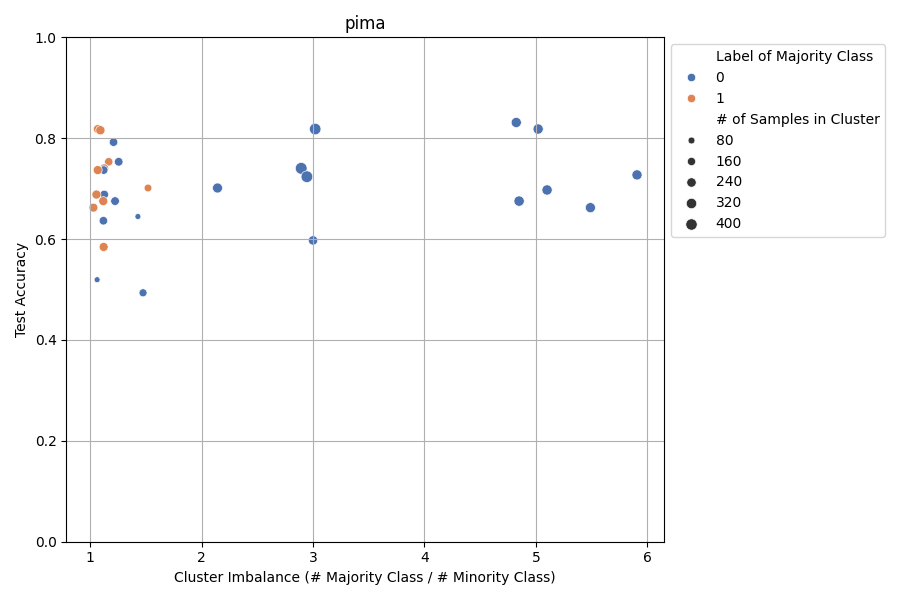 pima
1.0
0.8
0.6
0.4
0.2
0.0
Test Accuracy
1 2 3 4 5 6
Cluster Imbalance (# Majority Class / # Minority Class)
Label of Majority Class
0
1
# of Samples in Cluster
80
160
240
320
400